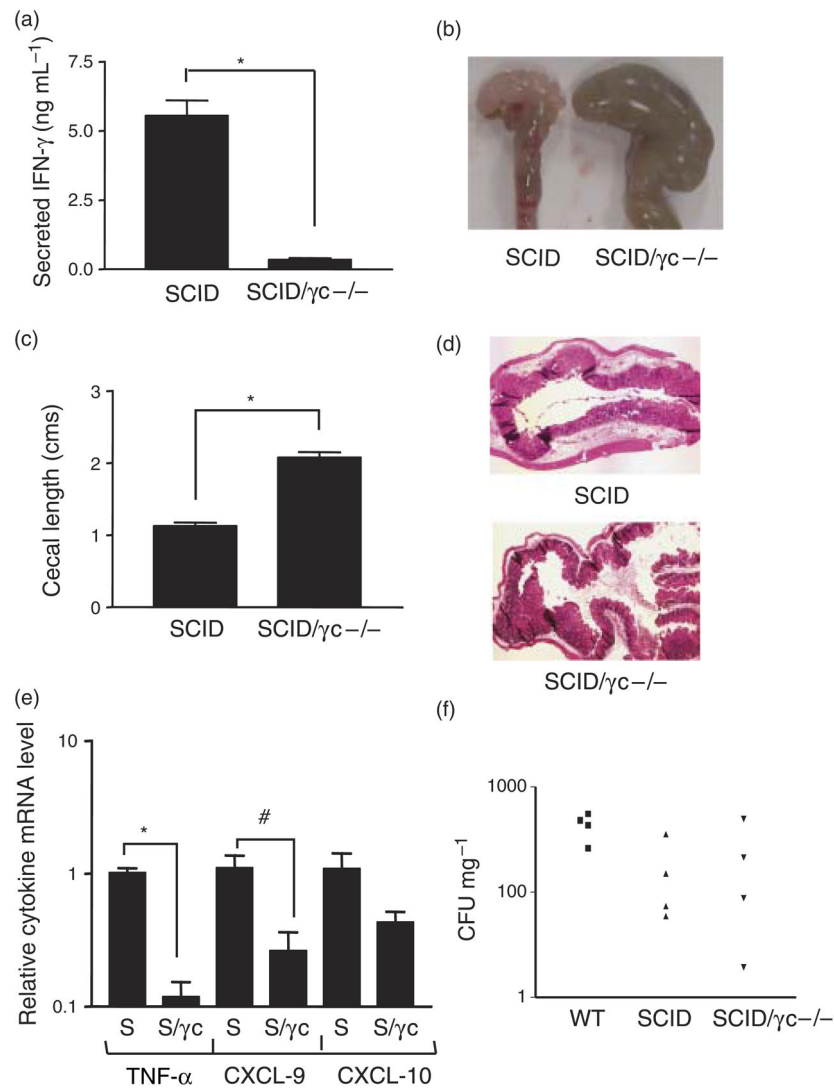 (a)
Secreted IFN-γ (ng mL⁻¹)
7.5
5.0
2.5
0.0
*
SCID
SCID/γc−/−
(b)
SCID
SCID/γc−/−
(c)
Cecal length (cms)
3
2
1
0
*
SCID
SCID/γc−/−
(d)
SCID
SCID/γc−/−
(e)
Relative cytokine mRNA level
10
1
0.1
*
#
S S/γc S S/γc S S/γc
TNF-α CXCL-9 CXCL-10
(f)
CFU mg⁻¹
1000
100
1
WT SCID SCID/γc−/−